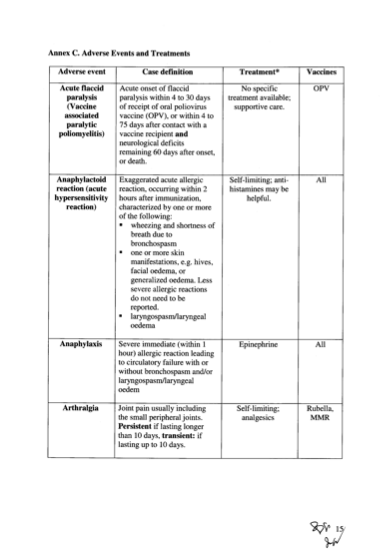 Annex C. Adverse Events and Treatments
Adverse event
Case definition
Treatment*
Vaccines
Acute flaccid
paralysis
(Vaccine
associated
paralytic
poliomyelitis)
Acute onset of flaccid
paralysis within 4 to 30 days
of receipt of oral poliovirus
vaccine (OPV), or within 4 to
75 days after contact with a
vaccine recipient and
neurological deficits
remaining 60 days after onset,
or death.
No specific
treatment available;
supportive care.
OPV
Anaphylactoid
reaction (acute
hypersensitivity
reaction)
Exaggerated acute allergic
reaction, occurring within 2
hours after immunization,
characterized by one or more
of the following:
• wheezing and shortness of
breath due to
bronchospasm
• one or more skin
manifestations, e.g. hives,
facial oedema, or
generalized oedema. Less
severe allergic reactions
do not need to be
reported.
• laryngospasm/laryngeal
oedema
Self-limiting; anti-
histamines may be
helpful.
All
Anaphylaxis
Severe immediate (within 1
hour) allergic reaction leading
to circulatory failure with or
without bronchospasm and/or
laryngospasm/laryngeal
oedem
Epinephrine
All
Arthralgia
Joint pain usually including
the small peripheral joints.
Persistent if lasting longer
than 10 days, transient: if
lasting up to 10 days.
Self-limiting;
analgesics
Rubella,
MMR
15